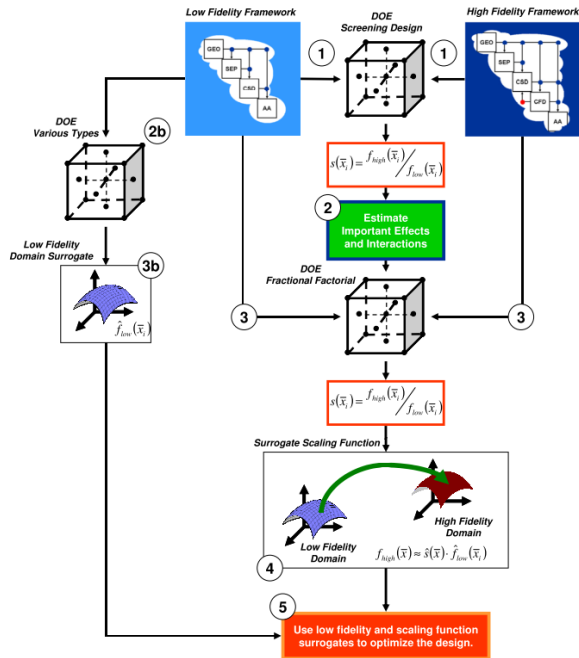 Low Fidelity Framework
DOE
Screening Design
High Fidelity Framework
GEO
SEP
CSD
AA
1
1
GEO
SEP
CSD
CFD
AA
DOE
Various Types
2b
s(x̄ᵢ) = f_high(x̄ᵢ) / f_low(x̄ᵢ)
2
Estimate
Important Effects
and Interactions
Low Fidelity
Domain Surrogate
3b
f̂_low(x̄ᵢ)
DOE
Fractional Factorial
3
3
s(x̄ᵢ) = f_high(x̄ᵢ) / f_low(x̄ᵢ)
Surrogate Scaling Function
Low Fidelity
Domain
High Fidelity
Domain
f_high(x̄) ≈ ŝ(x̄) · f̂_low(x̄ᵢ)
4
5
Use low fidelity and scaling function
surrogates to optimize the design.